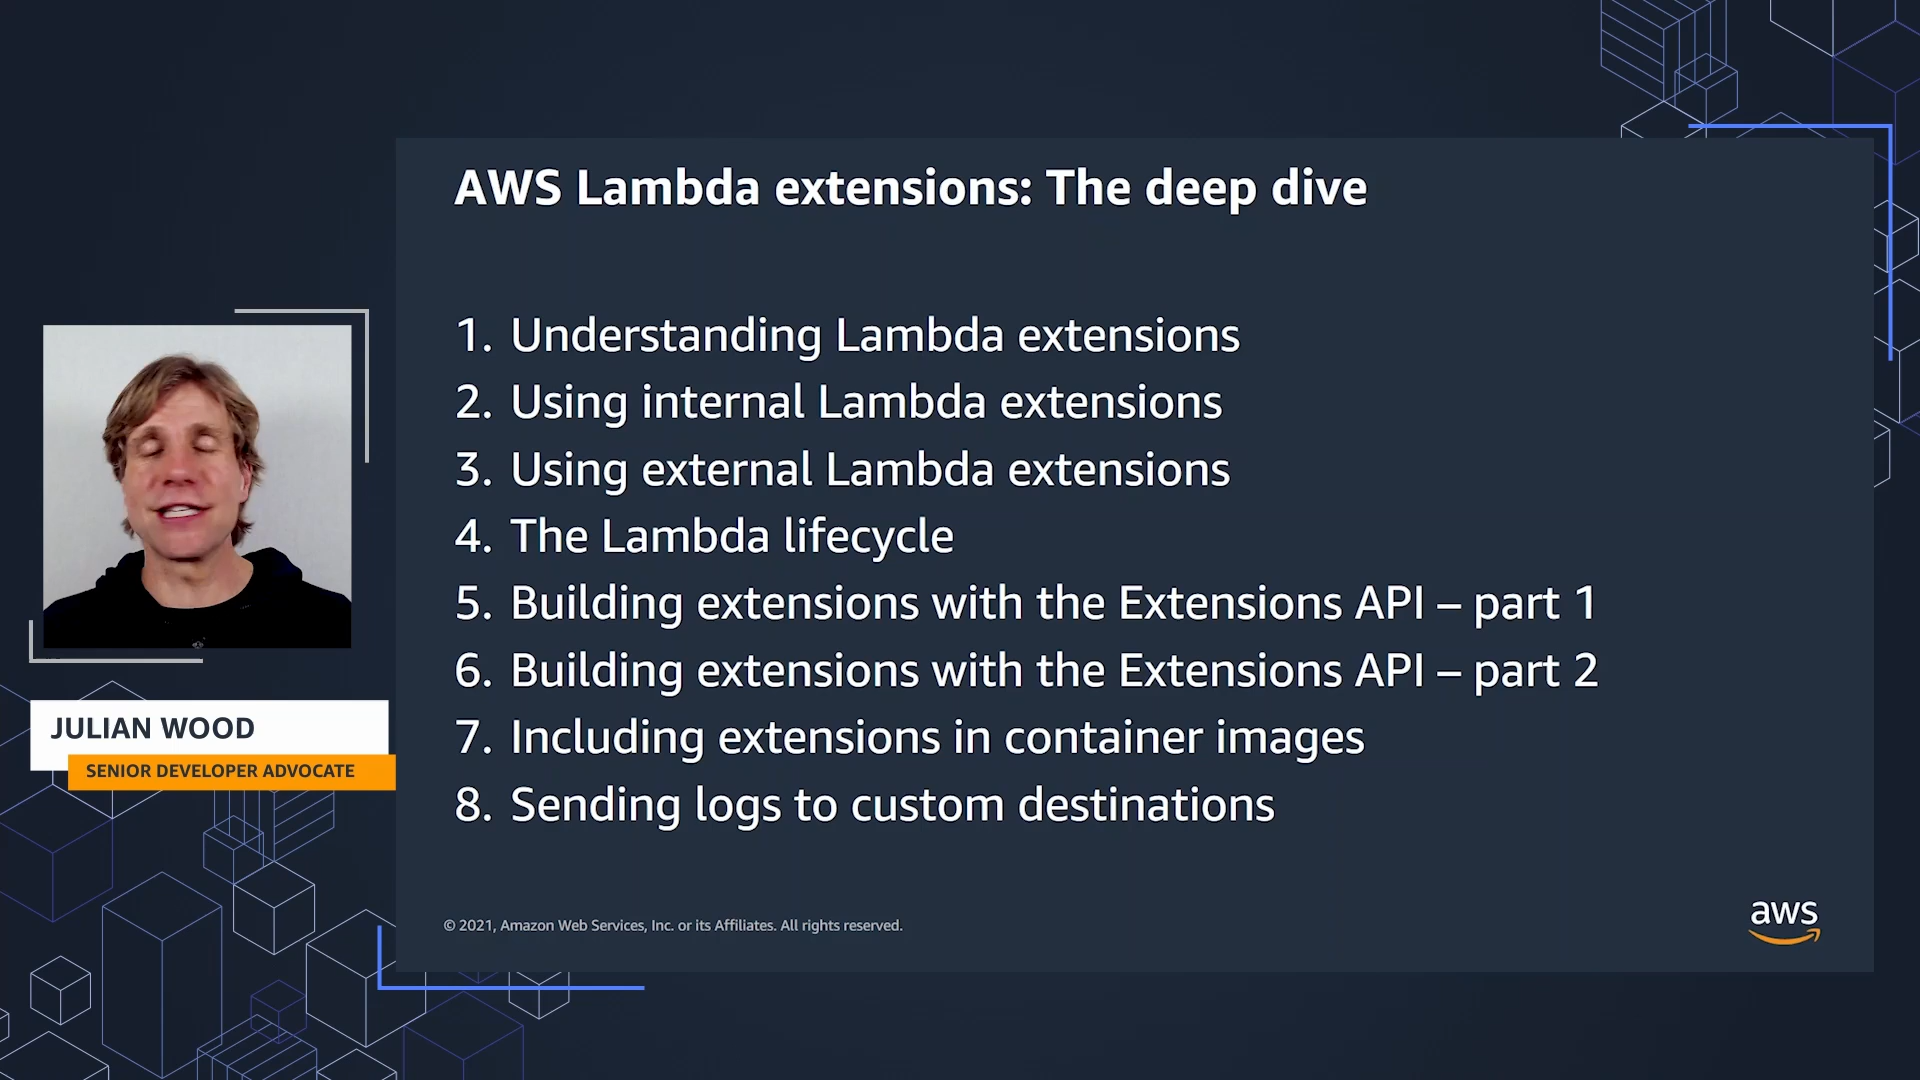 AWS Lambda extensions: The deep dive
1. Understanding Lambda extensions
2. Using internal Lambda extensions
3. Using external Lambda extensions
4. The Lambda lifecycle
5. Building extensions with the Extensions API – part 1
6. Building extensions with the Extensions API – part 2
7. Including extensions in container images
8. Sending logs to custom destinations
JULIAN WOOD
SENIOR DEVELOPER ADVOCATE
© 2021, Amazon Web Services, Inc. or its Affiliates. All rights reserved.
aws